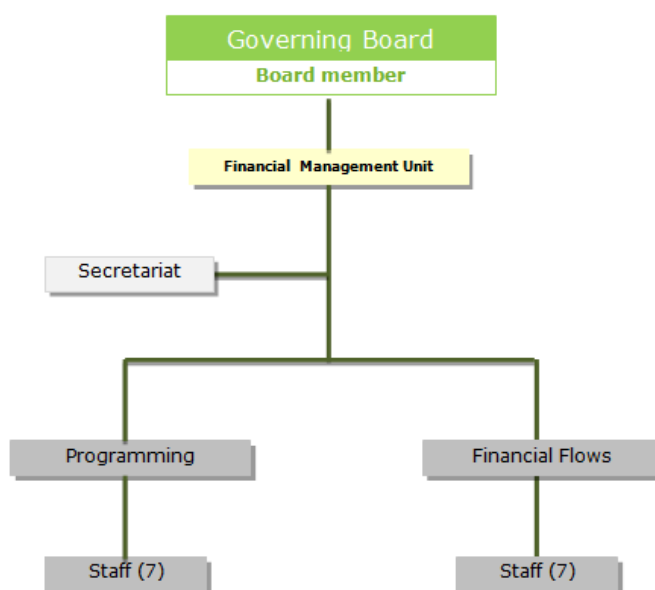 Governing Board
Board member
Financial Management Unit
Secretariat
Programming
Financial Flows
Staff (7)
Staff (7)